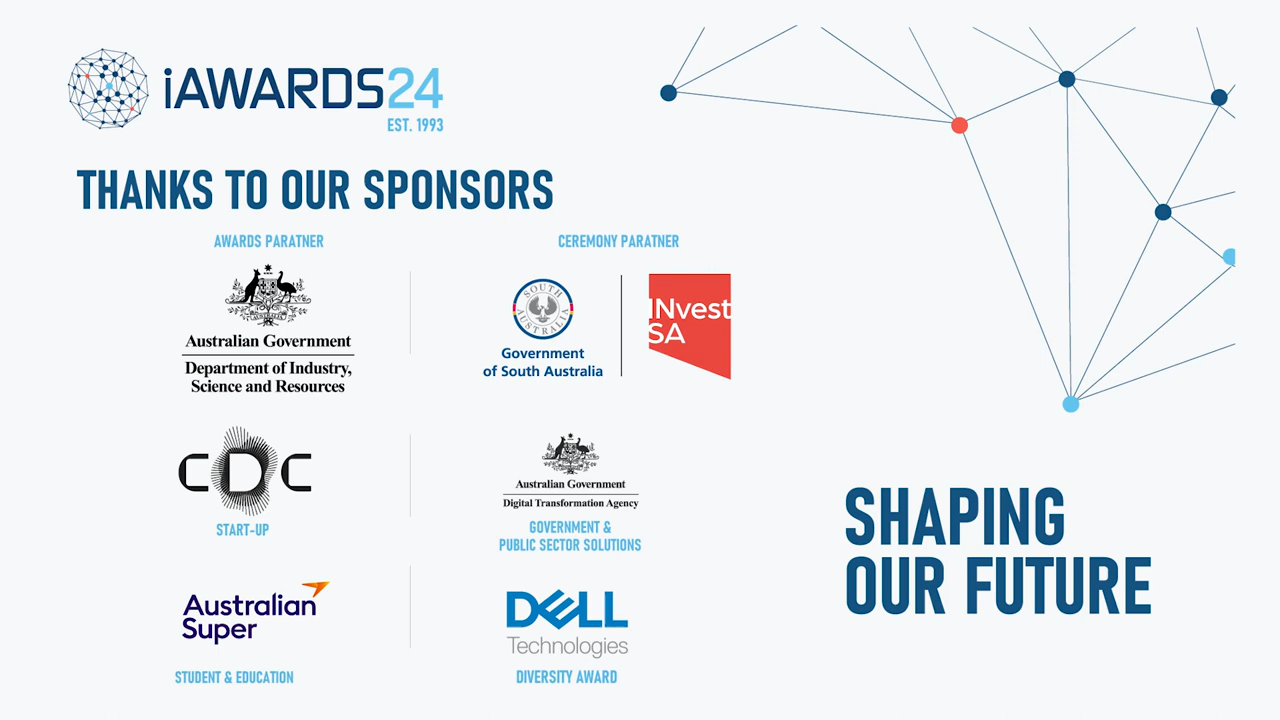 iAWARDS24
EST. 1993
THANKS TO OUR SPONSORS
AWARDS PARATNER
CEREMONY PARATNER
Australian Government
Department of Industry,
Science and Resources
SOUTH
AUSTRALIA
Government
of South Australia
INvest
SA
CDC
START-UP
Australian Government
Digital Transformation Agency
GOVERNMENT &
PUBLIC SECTOR SOLUTIONS
Australian
Super
STUDENT & EDUCATION
DELL
Technologies
DIVERSITY AWARD
SHAPING
OUR FUTURE